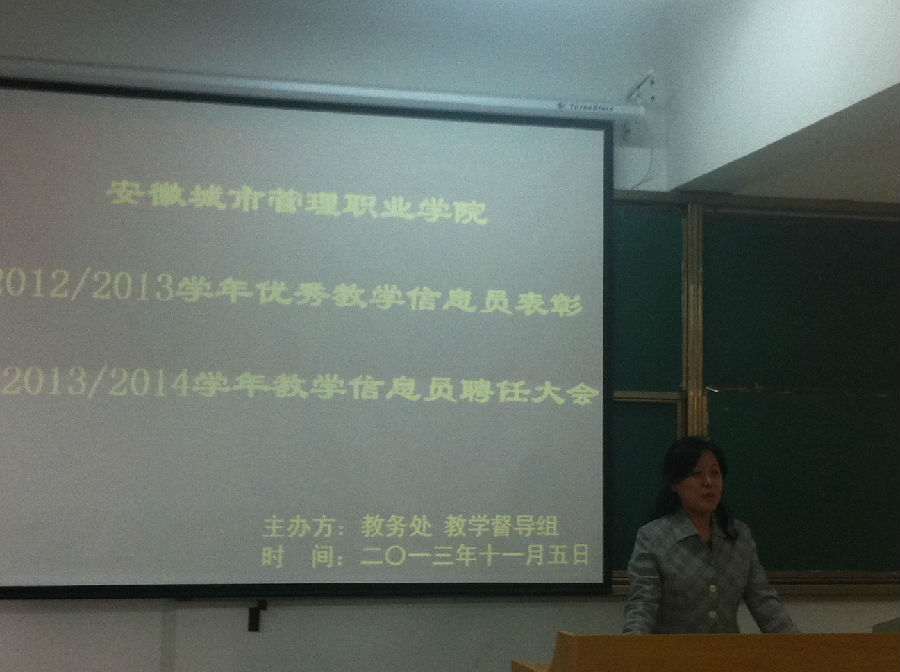 安徽城市管理职业学院
2012/2013学年优秀教学信息员表彰
2013/2014学年教学信息员聘任大会
主办方：教务处 教学督导组
时 间：二〇一三年十一月五日